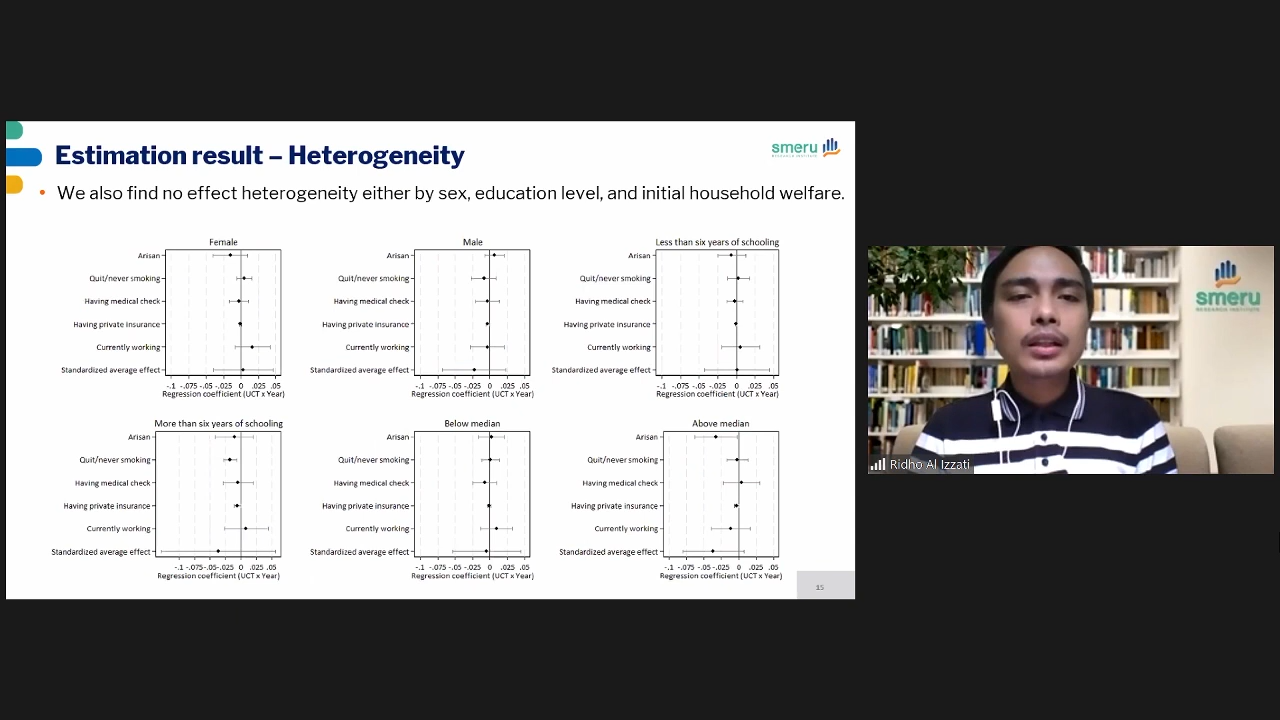 Estimation result – Heterogeneity
smeru
RESEARCH INSTITUTE
• We also find no effect heterogeneity either by sex, education level, and initial household welfare.
Female
Arisan
Quit/never smoking
Having medical check
Having private insurance
Currently working
Standardized average effect
-.1 -.075 -.05 -.025 0 .025 .05
Regression coefficient (UCT x Year)
Male
Arisan
Quit/never smoking
Having medical check
Having private insurance
Currently working
Standardized average effect
-.1 -.075 -.05 -.025 0 .025 .05
Regression coefficient (UCT x Year)
Less than six years of schooling
Arisan
Quit/never smoking
Having medical check
Having private insurance
Currently working
Standardized average effect
-.1 -.075 -.05 -.025 0 .025 .05
Regression coefficient (UCT x Year)
More than six years of schooling
Arisan
Quit/never smoking
Having medical check
Having private insurance
Currently working
Standardized average effect
-.1 -.075-.05-.025 0 .025 .05
Regression coefficient (UCT x Year)
Below median
Arisan
Quit/never smoking
Having medical check
Having private insurance
Currently working
Standardized average effect
-.1 -.075 -.05 -.025 0 .025 .05
Regression coefficient (UCT x Year)
Above median
Arisan
Quit/never smoking
Having medical check
Having private insurance
Currently working
Standardized average effect
-.1 -.075 -.05 -.025 0 .025 .05
Regression coefficient (UCT x Year)
15
smeru
RESEARCH INSTITUTE
Ridho Al Izzati